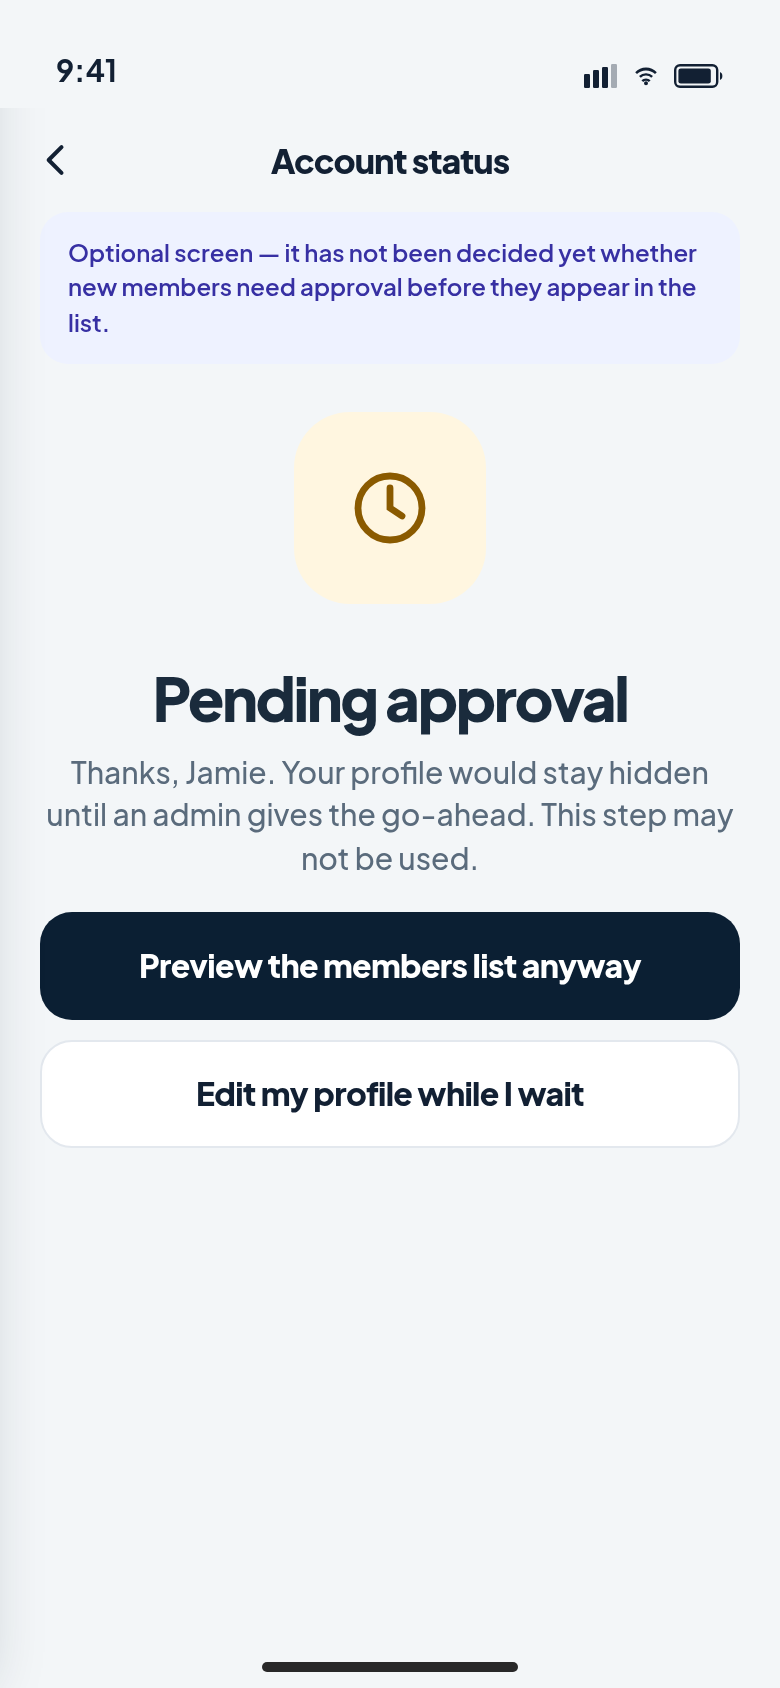 9:41
Account status
Optional screen — it has not been decided yet whether
new members need approval before they appear in the
list.
Pending approval
Thanks, Jamie. Your profile would stay hidden
until an admin gives the go-ahead. This step may
not be used.
Preview the members list anyway
Edit my profile while I wait